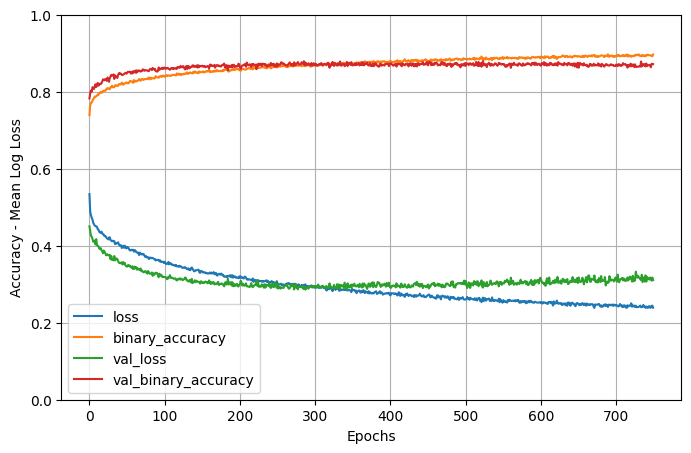 1.0
0.8
0.6
0.4
0.2
0.0
Accuracy - Mean Log Loss
loss
binary_accuracy
val_loss
val_binary_accuracy
0 100 200 300 400 500 600 700
Epochs